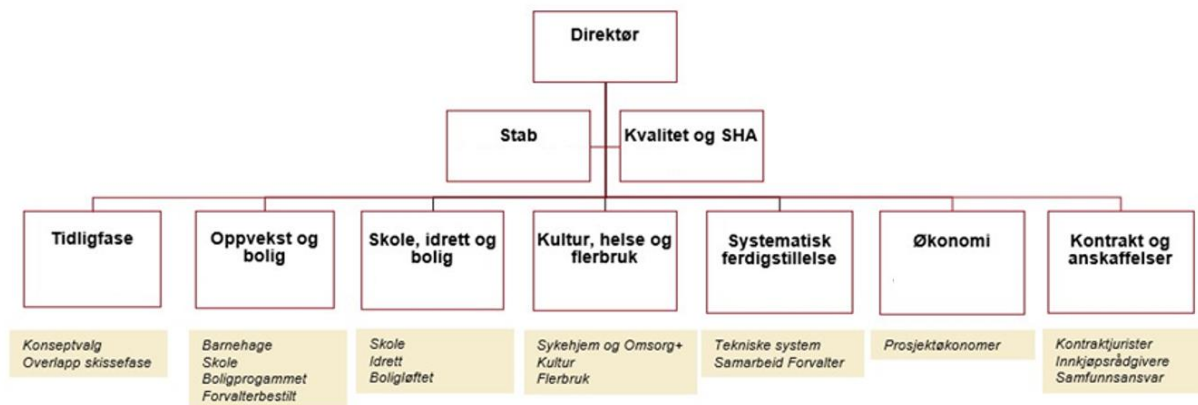 Direktør
Stab
Kvalitet og SHA
Tidligfase
Oppvekst og
bolig
Skole, idrett og
bolig
Kultur, helse og
flerbruk
Systematisk
ferdigstillelse
Økonomi
Kontrakt og
anskaffelser
Konseptvalg
Overlapp skissefase
Barnehage
Skole
Boligprogammet
Forvalterbestilt
Skole
Idrett
Boligløftet
Sykehjem og Omsorg+
Kultur
Flerbruk
Tekniske system
Samarbeid Forvalter
Prosjektøkonomer
Kontraktjurister
Innkjøpsrådgivere
Samfunnsansvar